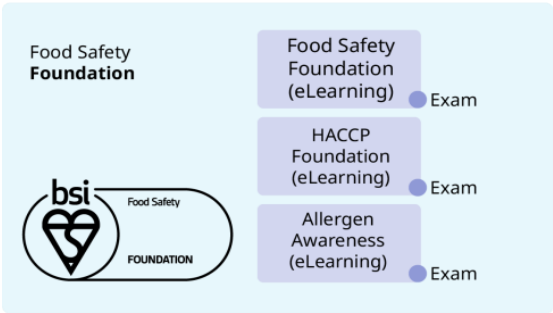 Food Safety
Foundation
bsi
Food Safety
FOUNDATION
Food Safety
Foundation
(eLearning)
Exam
HACCP
Foundation
(eLearning)
Exam
Allergen
Awareness
(eLearning)
Exam